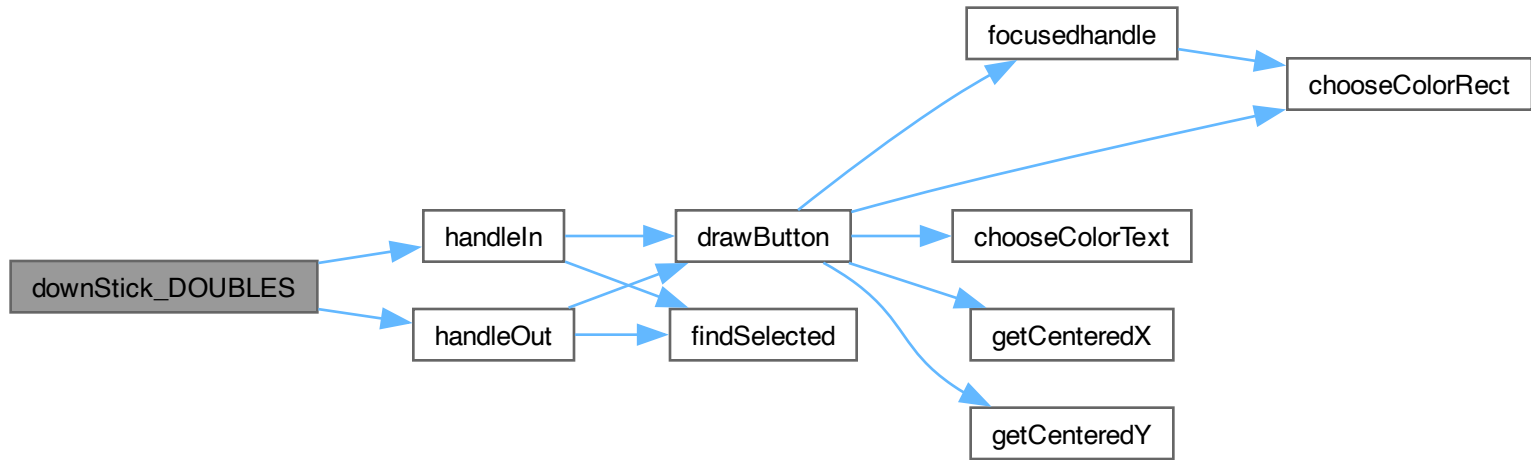 downStick_DOUBLES
handleIn
handleOut
drawButton
findSelected
focusedhandle
chooseColorRect
chooseColorText
getCenteredX
getCenteredY